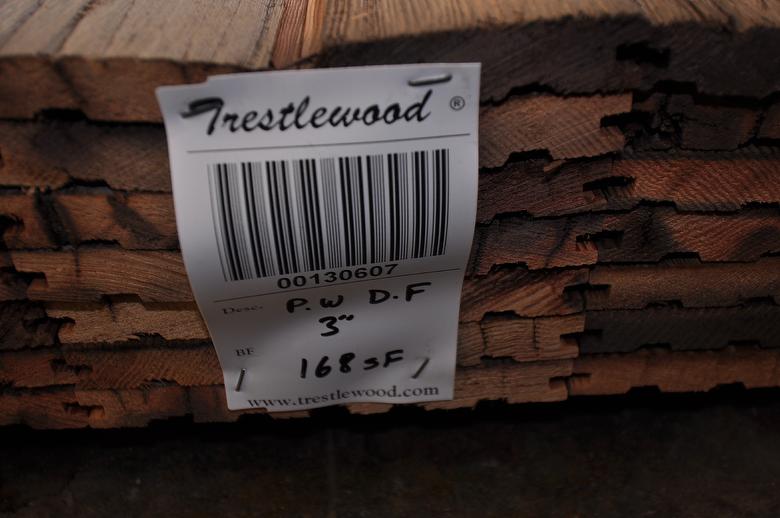 Trestlewood ®
00130607
Desc. P.W D.F
3"
BF 168 SF
www.trestlewood.com